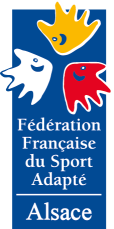 Fédération
Française
du Sport
Adapté
Alsace